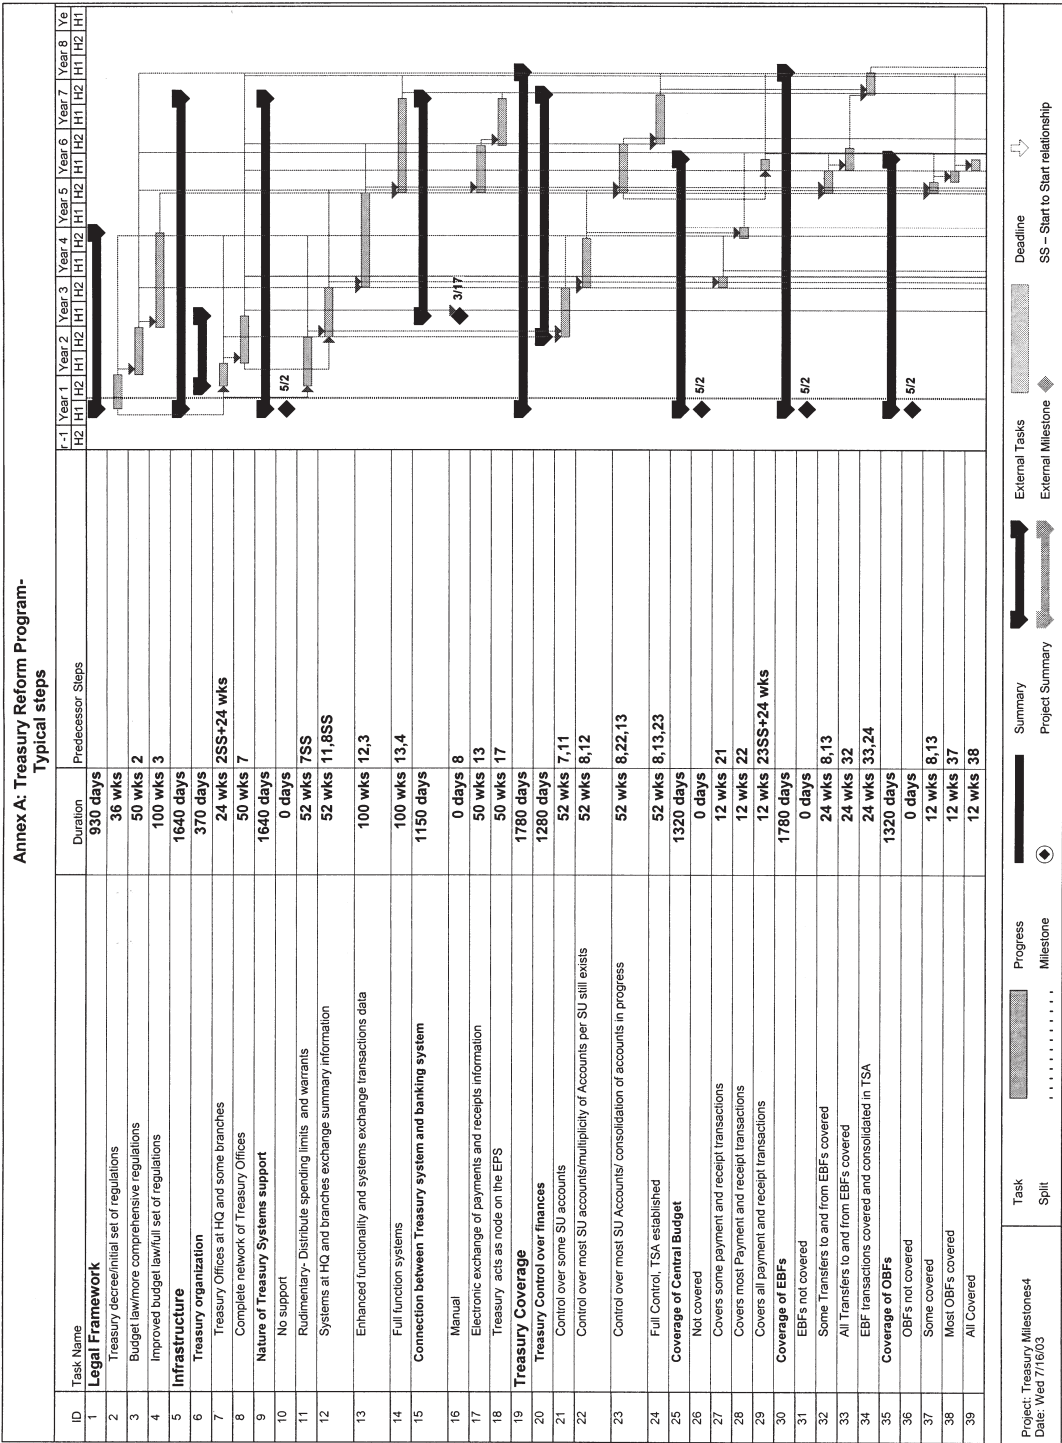 Annex A: Treasury Reform Program-
Typical steps
ID Task Name Duration Predecessor Steps
r -1 Year 1 Year 2 Year 3 Year 4 Year 5 Year 6 Year 7 Year 8 Ye
H2 H1 H2 H1 H2 H1 H2 H1 H2 H1 H2 H1 H2 H1 H2 H1 H2 H1
1 Legal Framework 930 days
2 Treasury decree/initial set of regulations 36 wks
3 Budget law/more comprehensive regulations 50 wks 2
4 Improved budget law/full set of regulations 100 wks 3
5 Infrastructure 1640 days
6 Treasury organization 370 days
7 Treasury Offices at HQ and some branches 24 wks 2SS+24 wks
8 Complete network of Treasury Offices 50 wks 7
9 Nature of Treasury Systems support 1640 days
10 No support 0 days 5/2
11 Rudimentary- Distribute spending limits and warrants 52 wks 7SS
12 Systems at HQ and branches exchange summary information 52 wks 11,8SS
13 Enhanced functionality and systems exchange transactions data 100 wks 12,3
14 Full function systems 100 wks 13,4
15 Connection between Treasury system and banking system 1150 days
16 Manual 0 days 8 3/17
17 Electronic exchange of payments and receipts information 50 wks 13
18 Treasury acts as node on the EPS 50 wks 17
19 Treasury Coverage 1780 days
20 Treasury Control over finances 1280 days
21 Control over some SU accounts 52 wks 7,11
22 Control over most SU accounts/multiplicity of Accounts per SU still exists 52 wks 8,12
23 Control over most SU Accounts/ consolidation of accounts in progress 52 wks 8,22,13
24 Full Control, TSA established 52 wks 8,13,23
25 Coverage of Central Budget 1320 days
26 Not covered 0 days 5/2
27 Covers some payment and receipt transactions 12 wks 21
28 Covers most Payment and receipt transactions 12 wks 22
29 Covers all payment and receipt transactions 12 wks 23SS+24 wks
30 Coverage of EBFs 1780 days
31 EBFs not covered 0 days 5/2
32 Some Transfers to and from EBFs covered 24 wks 8,13
33 All Transfers to and from EBFs covered 24 wks 32
34 EBF transactions covered and consolidated in TSA 24 wks 33,24
35 Coverage of OBFs 1320 days
36 OBFs not covered 0 days 5/2
37 Some covered 12 wks 8,13
38 Most OBFs covered 12 wks 37
39 All Covered 12 wks 38
Project: Treasury Milestones4
Date: Wed 7/16/03
Task Progress Summary External Tasks Deadline
Split Milestone Project Summary External Milestone SS – Start to Start relationship